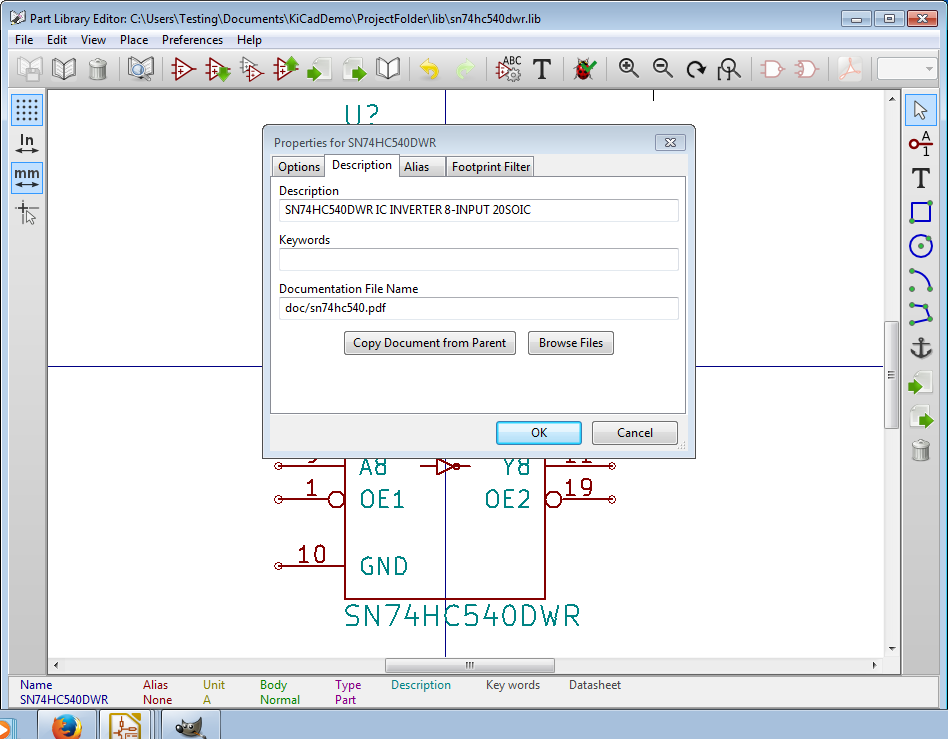 Part Library Editor: C:\Users\Testing\Documents\KiCadDemo\ProjectFolder\lib\sn74hc540dwr.lib
File Edit View Place Preferences Help
ABC
T
In
mm
A
1
T
U?
Properties for SN74HC540DWR
Options Description Alias Footprint Filter
Description
SN74HC540DWR IC INVERTER 8-INPUT 20SOIC
Keywords
Documentation File Name
doc/sn74hc540.pdf
Copy Document from Parent Browse Files
OK Cancel
A8 Y8 11
1 OE1 OE2 19
10 GND
SN74HC540DWR
Name Alias Unit Body Type Description Key words Datasheet
SN74HC540DWR None A Normal Part